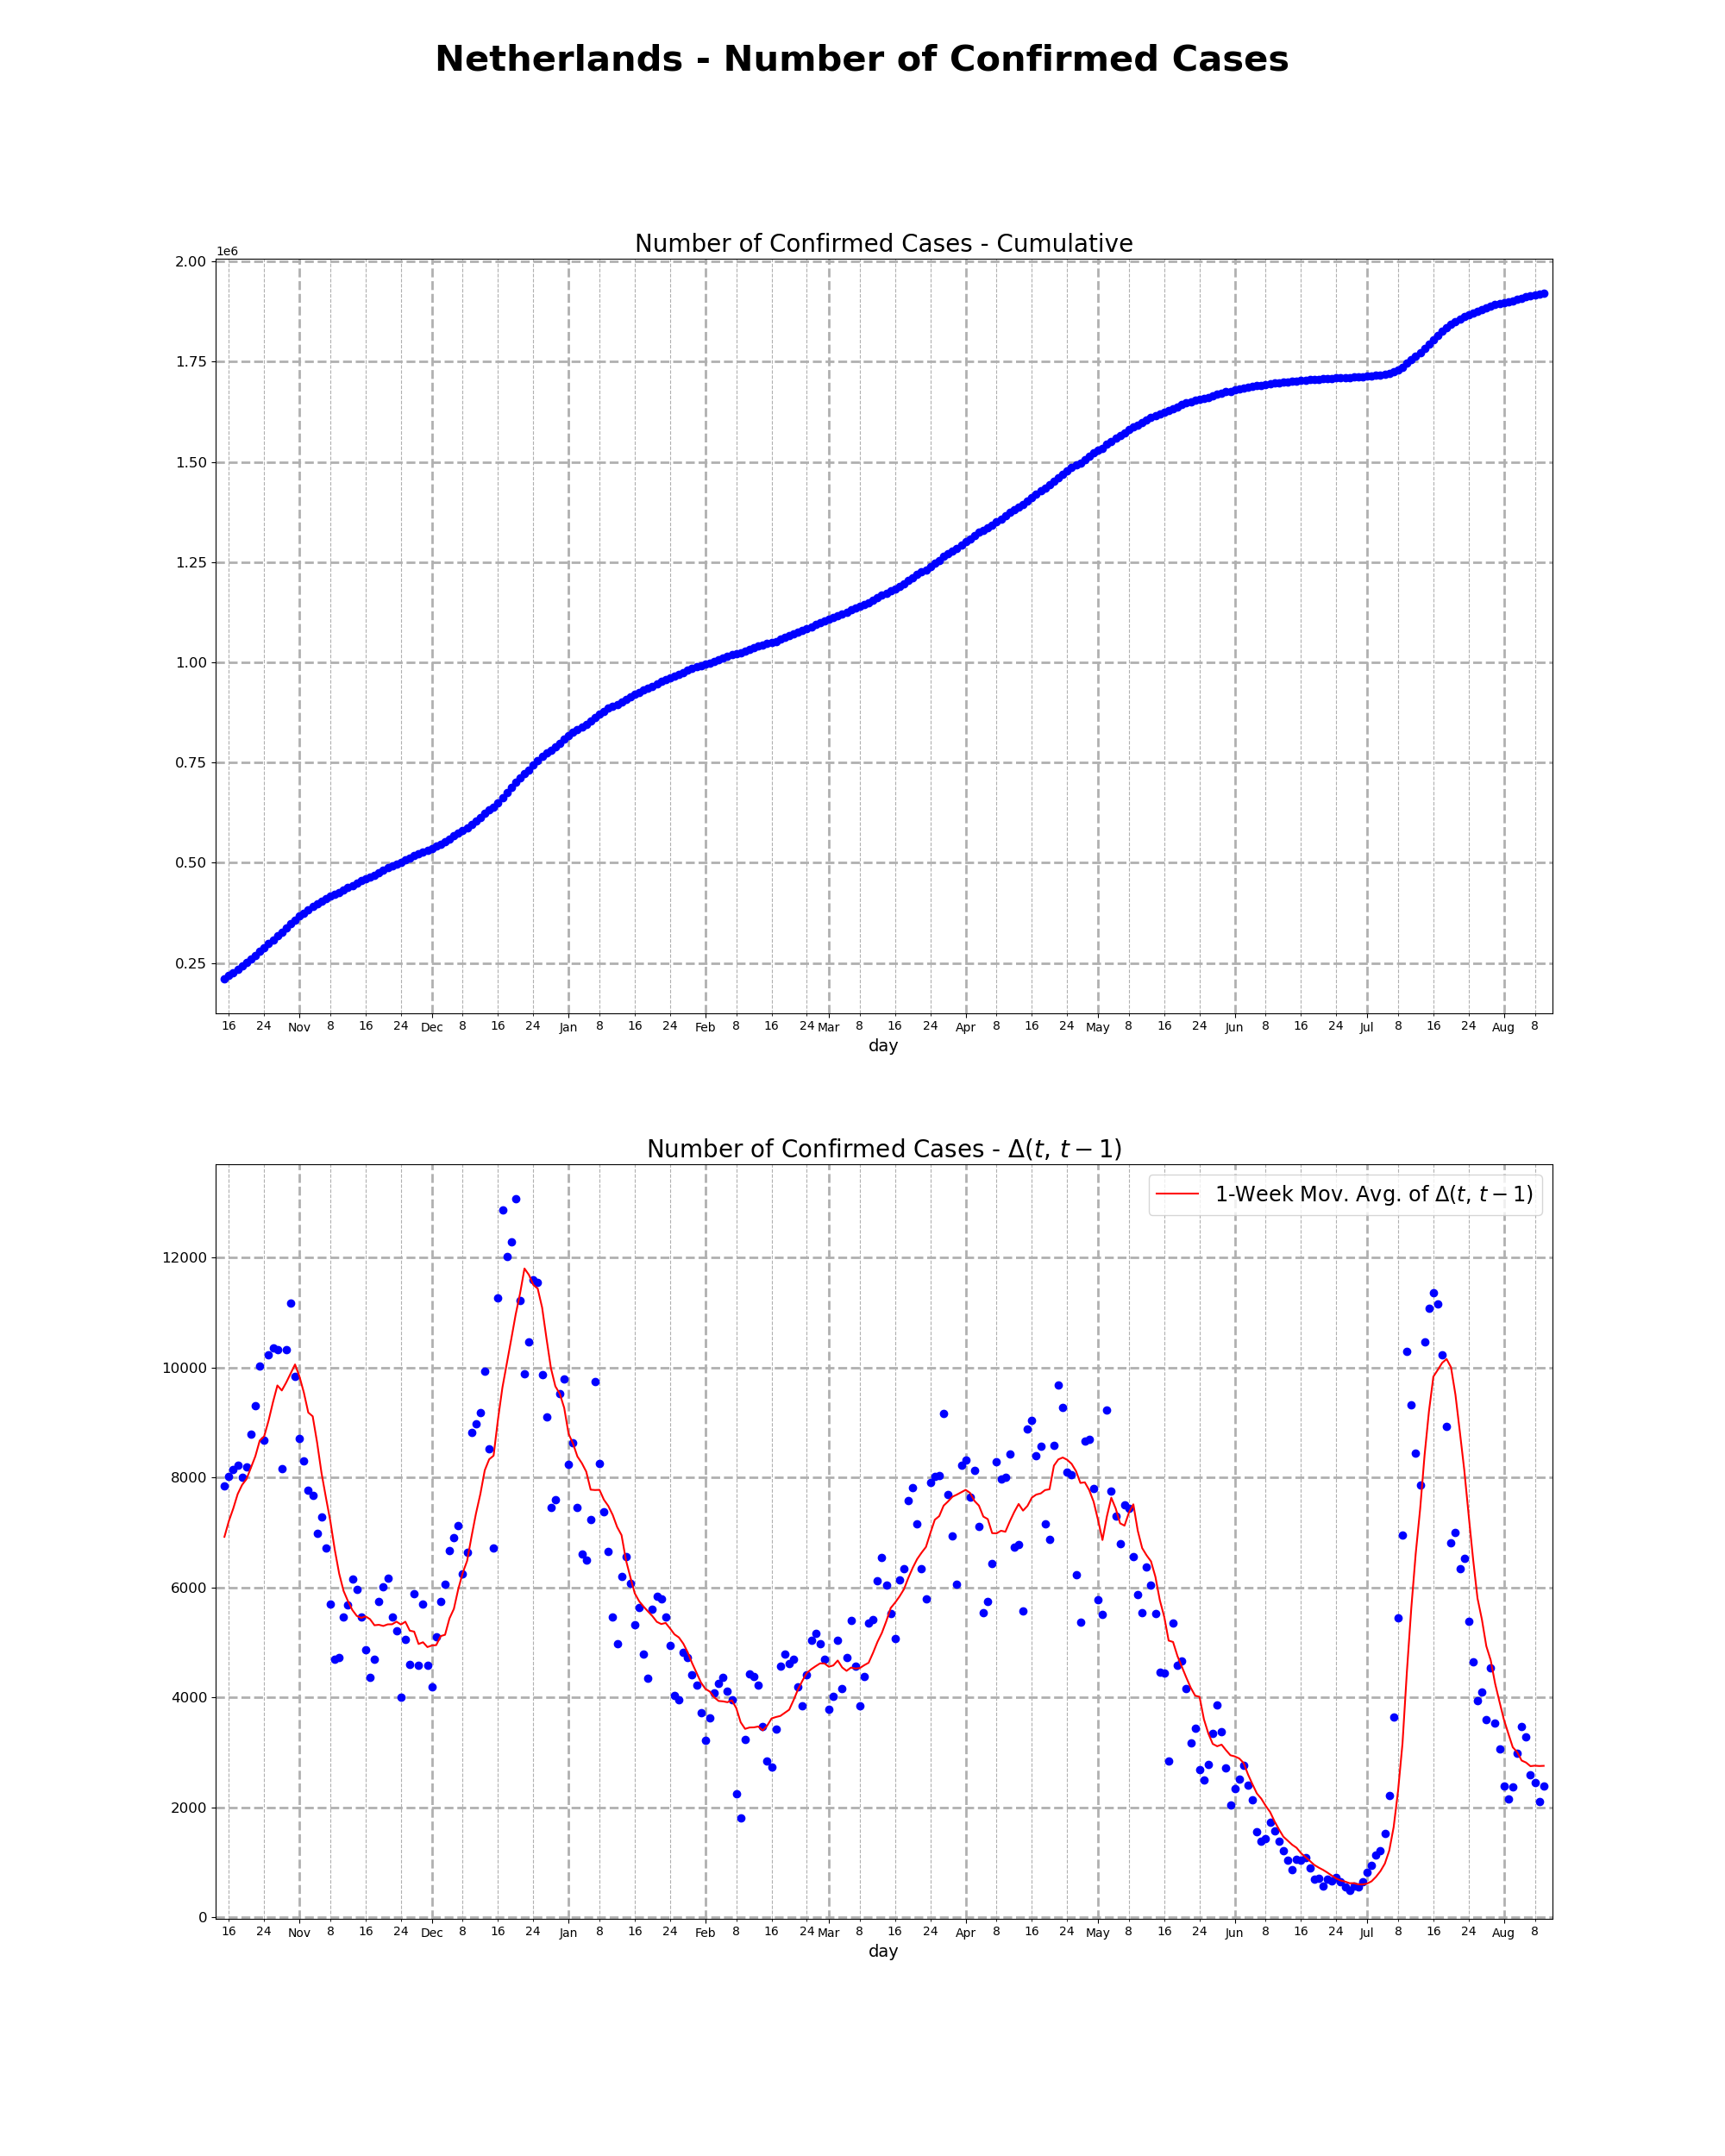 Netherlands - Number of Confirmed Cases
Number of Confirmed Cases - Cumulative
1e6
2.00
1.75
1.50
1.25
1.00
0.75
0.50
0.25
16 24 Nov 8 16 24 Dec 8 16 24 Jan 8 16 24 Feb 8 16 24 Mar 8 16 24 Apr 8 16 24 May 8 16 24 Jun 8 16 24 Jul 8 16 24 Aug 8
day
Number of Confirmed Cases - Δ(t, t − 1)
1-Week Mov. Avg. of Δ(t, t − 1)
12000
10000
8000
6000
4000
2000
0
16 24 Nov 8 16 24 Dec 8 16 24 Jan 8 16 24 Feb 8 16 24 Mar 8 16 24 Apr 8 16 24 May 8 16 24 Jun 8 16 24 Jul 8 16 24 Aug 8
day